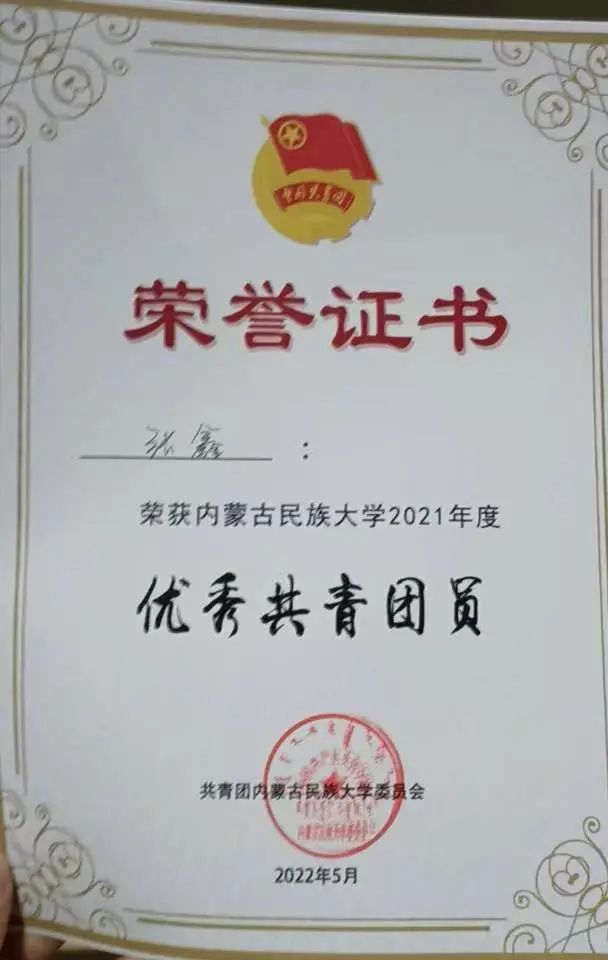 中国共青团
荣誉证书
张鑫：
荣获内蒙古民族大学2021年度
优秀共青团员
共青团内蒙古民族大学委员会
2022年5月